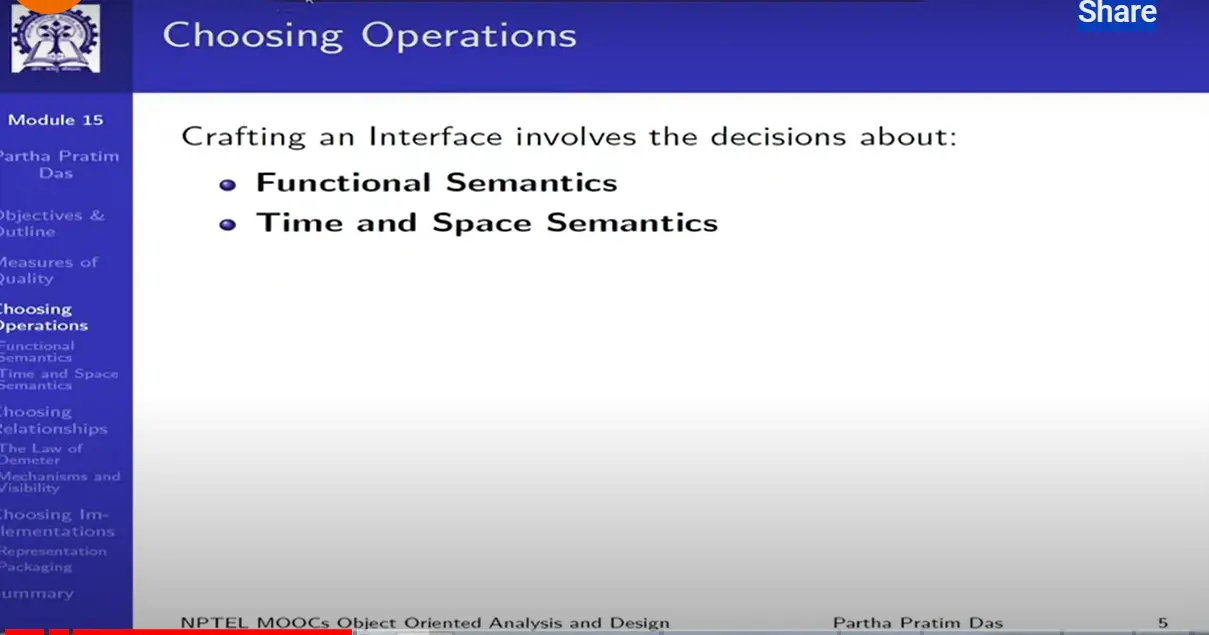 Share
Choosing Operations
Module 15
Partha Pratim
Das
Objectives &
Outline
Measures of
Quality
Choosing
Operations
Functional
Semantics
Time and Space
Semantics
Choosing
Relationships
The Law of
Demeter
Mechanisms and
Visibility
Choosing Im-
plementations
Representation
Packaging
Summary
Crafting an Interface involves the decisions about:
Functional Semantics
Time and Space Semantics
NPTEL MOOCs Object Oriented Analysis and Design
Partha Pratim Das
5